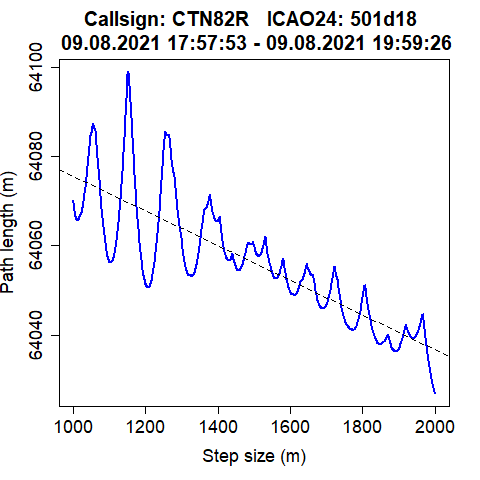 Callsign: CTN82R   ICAO24: 501d18
09.08.2021 17:57:53 - 09.08.2021 19:59:26
Path length (m)
64100
64080
64060
64040
1000 1200 1400 1600 1800 2000
Step size (m)